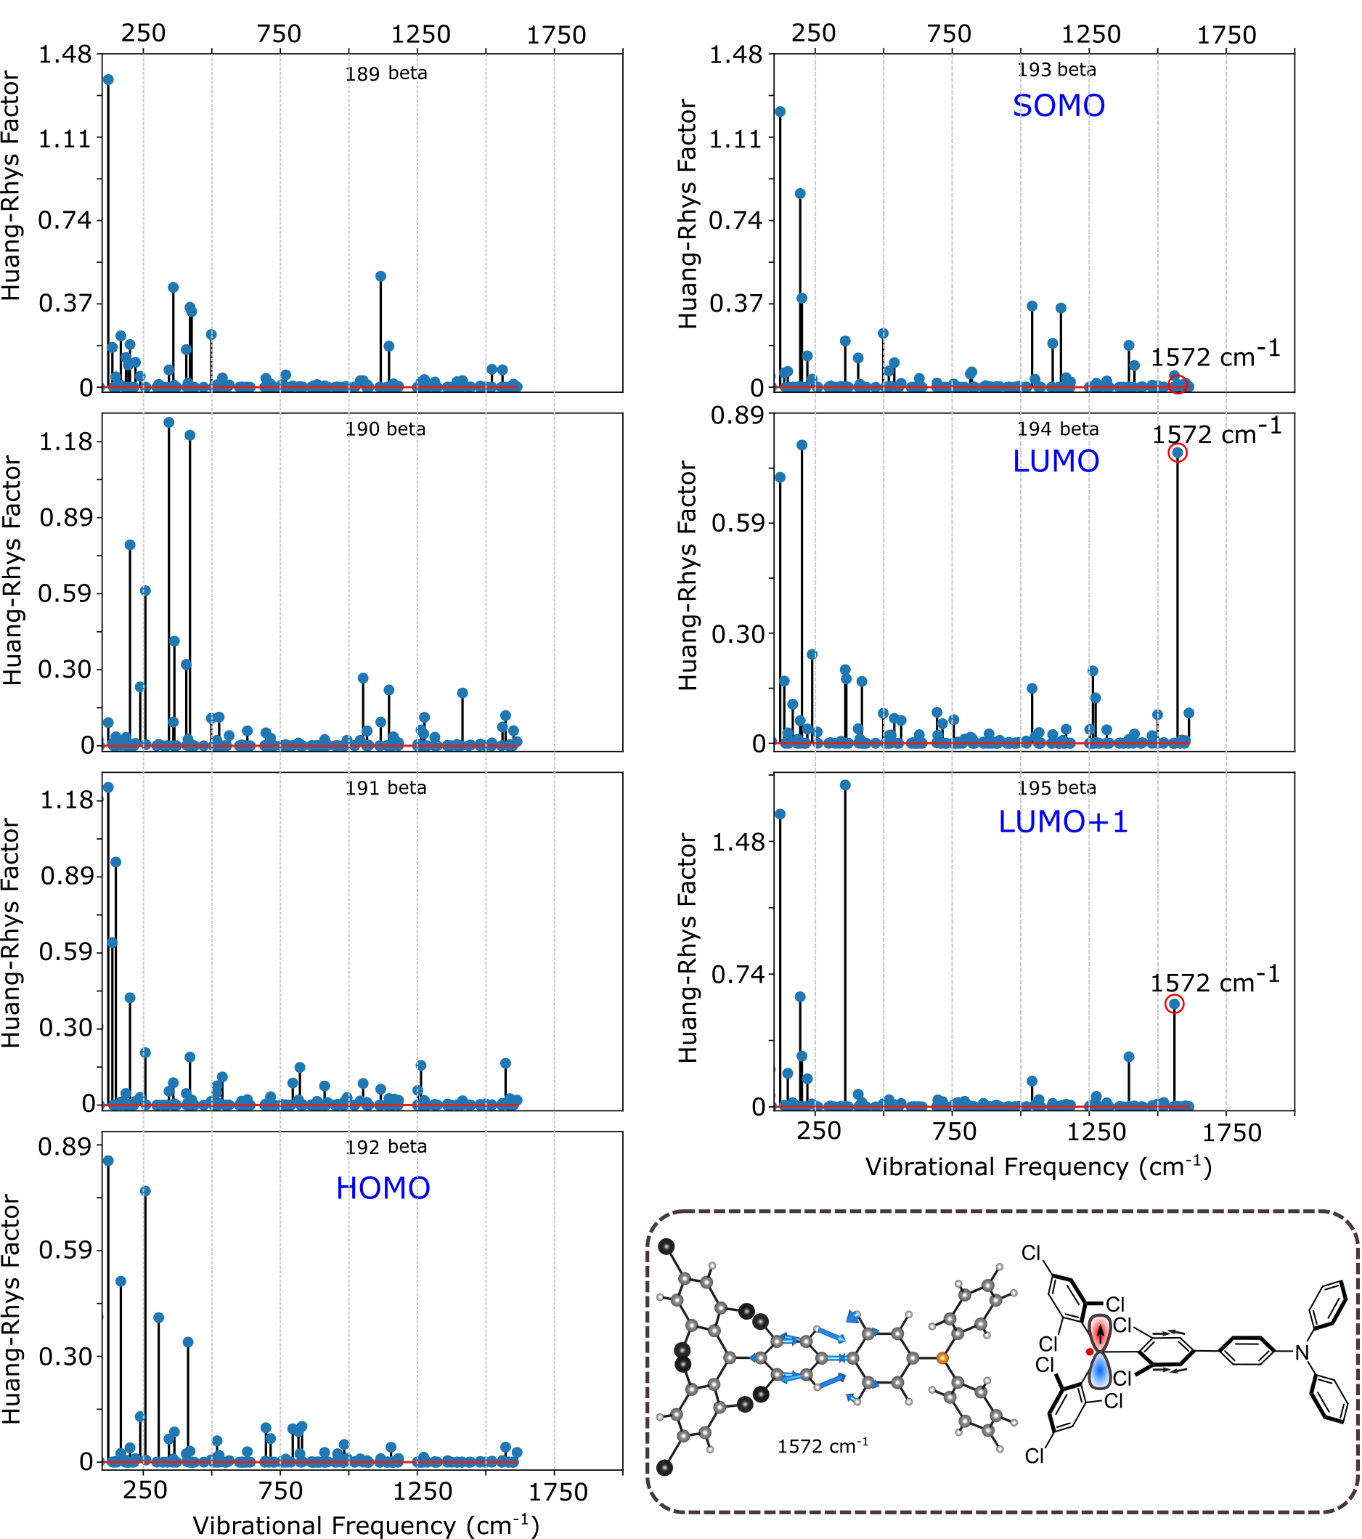 250 750 1250 1750
1.48
1.11
0.74
0.37
0
Huang-Rhys Factor
189 beta
1.18
0.89
0.59
0.30
0
Huang-Rhys Factor
190 beta
1.18
0.89
0.59
0.30
0
Huang-Rhys Factor
191 beta
0.89
0.59
0.30
0
Huang-Rhys Factor
192 beta
HOMO
250 750 1250 1750
Vibrational Frequency (cm-1)
250 750 1250 1750
1.48
1.11
0.74
0.37
0
Huang-Rhys Factor
193 beta
SOMO
1572 cm-1
0.89
0.59
0.30
0
Huang-Rhys Factor
194 beta
LUMO
1572 cm-1
1.48
0.74
0
Huang-Rhys Factor
195 beta
LUMO+1
1572 cm-1
250 750 1250 1750
Vibrational Frequency (cm-1)
1572 cm-1
Cl
Cl
Cl
Cl
Cl
Cl
Cl
Cl
N